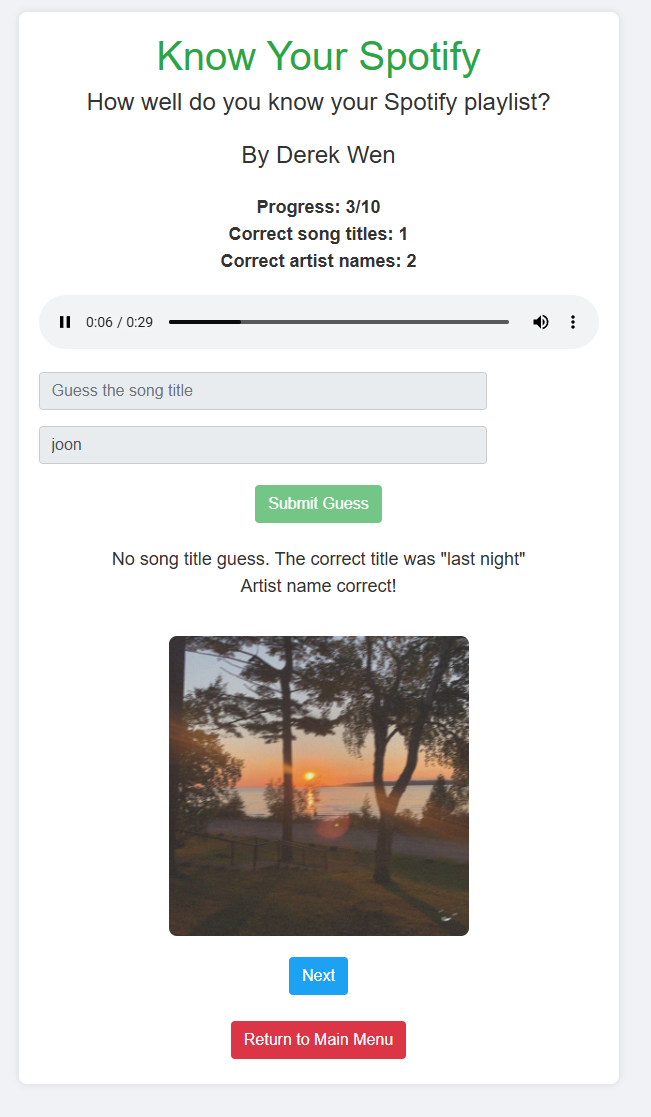 Know Your Spotify
How well do you know your Spotify playlist?
By Derek Wen
Progress: 3/10
Correct song titles: 1
Correct artist names: 2
0:06 / 0:29
Guess the song title
joon
Submit Guess
No song title guess. The correct title was "last night"
Artist name correct!
Next
Return to Main Menu